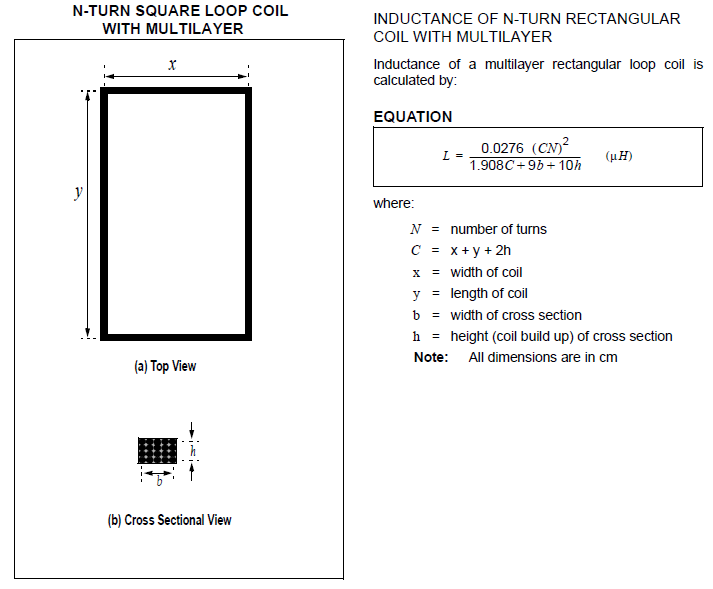 N-TURN SQUARE LOOP COIL
WITH MULTILAYER
x
y
(a) Top View
h
b
(b) Cross Sectional View
INDUCTANCE OF N-TURN RECTANGULAR
COIL WITH MULTILAYER
Inductance of a multilayer rectangular loop coil is
calculated by:
EQUATION
L = 0.0276 (CN)² / 1.908C + 9b + 10h (μH)
where:
N = number of turns
C = x + y + 2h
x = width of coil
y = length of coil
b = width of cross section
h = height (coil build up) of cross section
Note: All dimensions are in cm